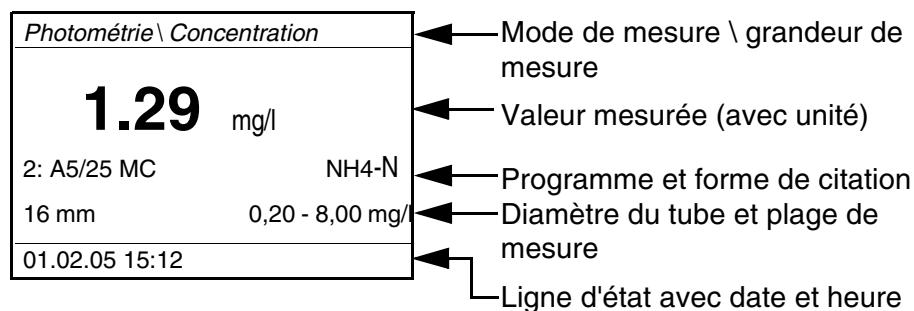 Photométrie \ Concentration
1.29 mg/l
2: A5/25 MC NH4-N
16 mm 0,20 - 8,00 mg/l
01.02.05 15:12
Mode de mesure \ grandeur de
mesure
Valeur mesurée (avec unité)
Programme et forme de citation
Diamètre du tube et plage de
mesure
Ligne d'état avec date et heure